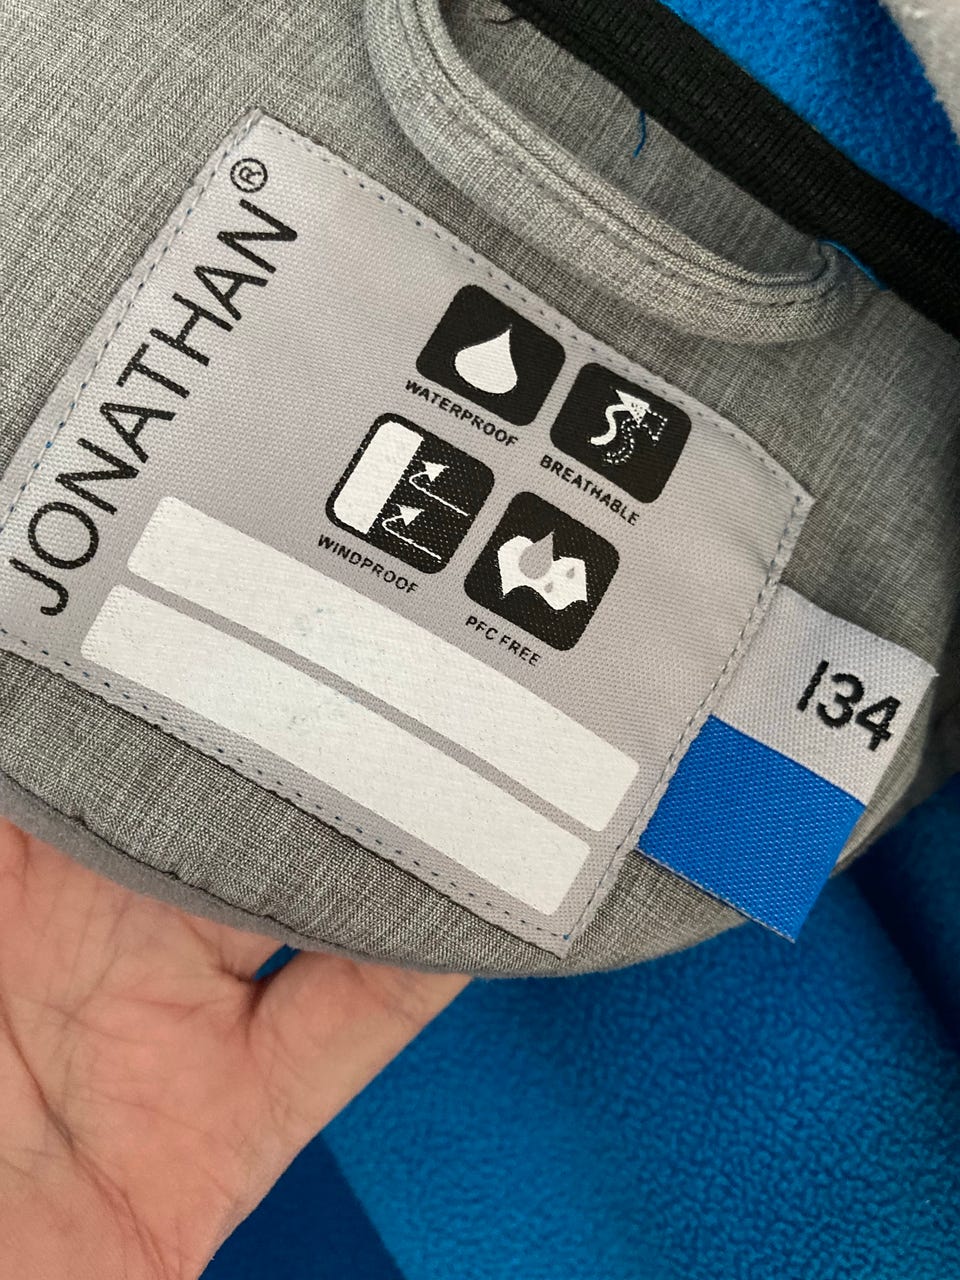 JONATHAN®
WATERPROOF
BREATHABLE
WINDPROOF
PFC FREE
134